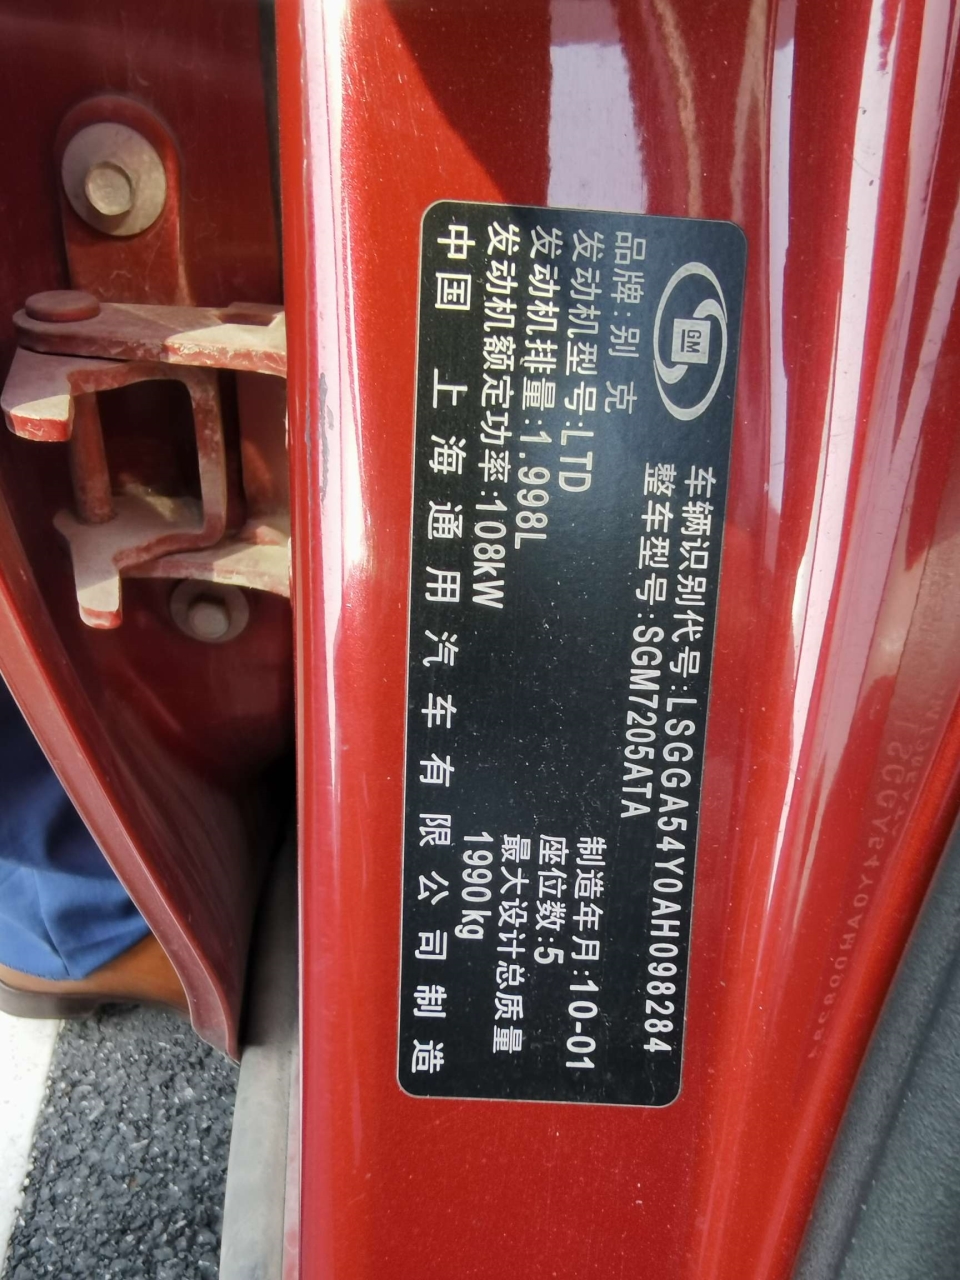 GM
车辆识别代号:LSGGA54Y0AH098284
整车型号:SGM7205ATA
品牌:别克
发动机型号:LTD
发动机排量:1.998L
发动机额定功率:108kW
制造年月:10-01
座位数:5
最大设计总质量
1990kg
中国 上海通用汽车有限公司制造